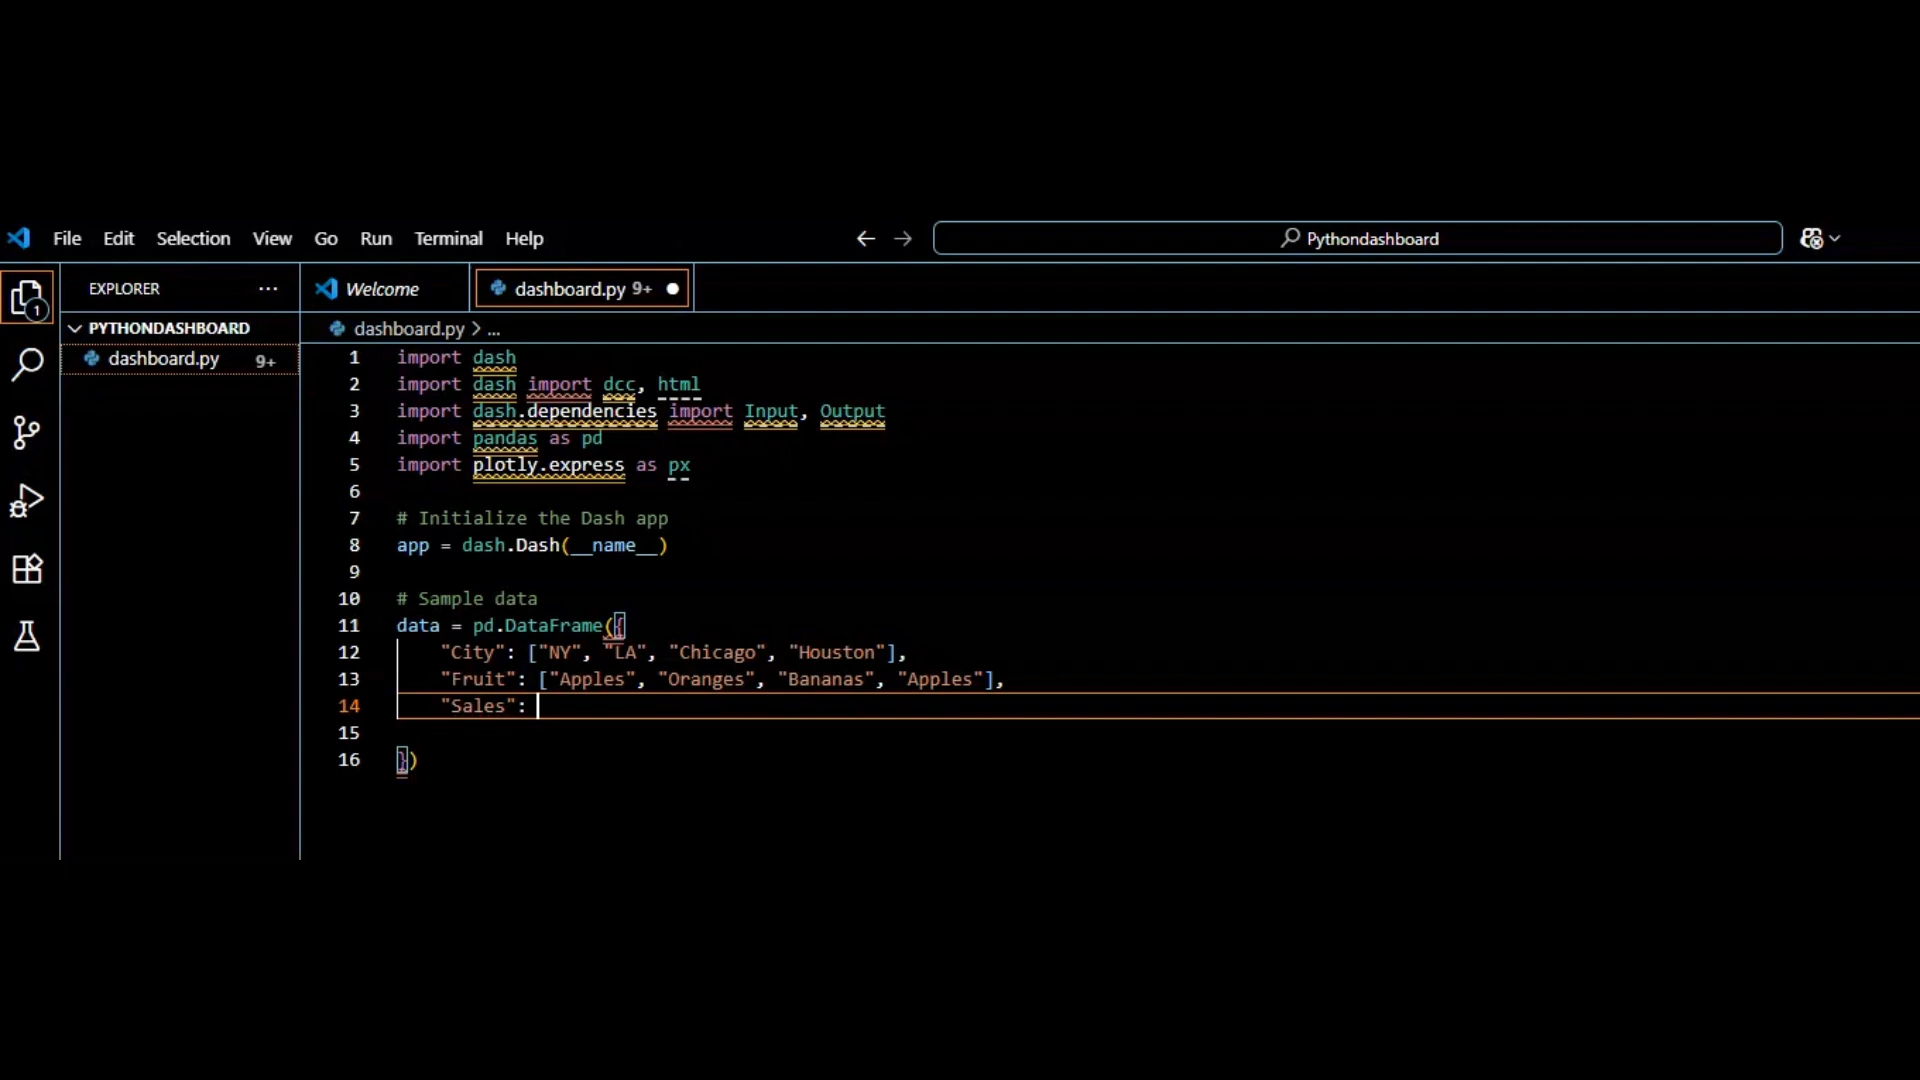 File Edit Selection View Go Run Terminal Help
Pythondashboard
1
EXPLORER ...
Welcome
dashboard.py 9+
PYTHONDASHBOARD
dashboard.py 9+
dashboard.py > ...
1 import dash
2 import dash import dcc, html
3 import dash.dependencies import Input, Output
4 import pandas as pd
5 import plotly.express as px
6
7 # Initialize the Dash app
8 app = dash.Dash(__name__)
9
10 # Sample data
11 data = pd.DataFrame({
12 "City": ["NY", "LA", "Chicago", "Houston"],
13 "Fruit": ["Apples", "Oranges", "Bananas", "Apples"],
14 "Sales":
15
16 })